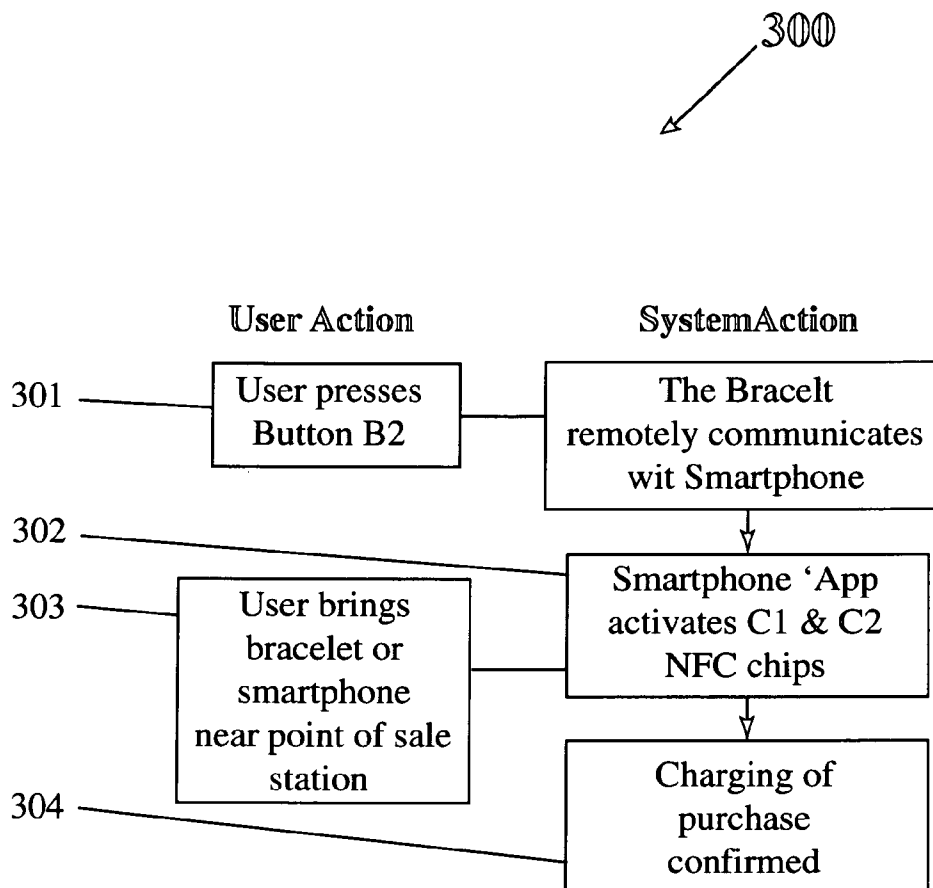 300
User Action
SystemAction
301
User presses
Button B2
The Bracelt
remotely communicates
wit Smartphone
302
Smartphone ‘App
activates C1 & C2
NFC chips
303
User brings
bracelet or
smartphone
near point of sale
station
304
Charging of
purchase
confirmed